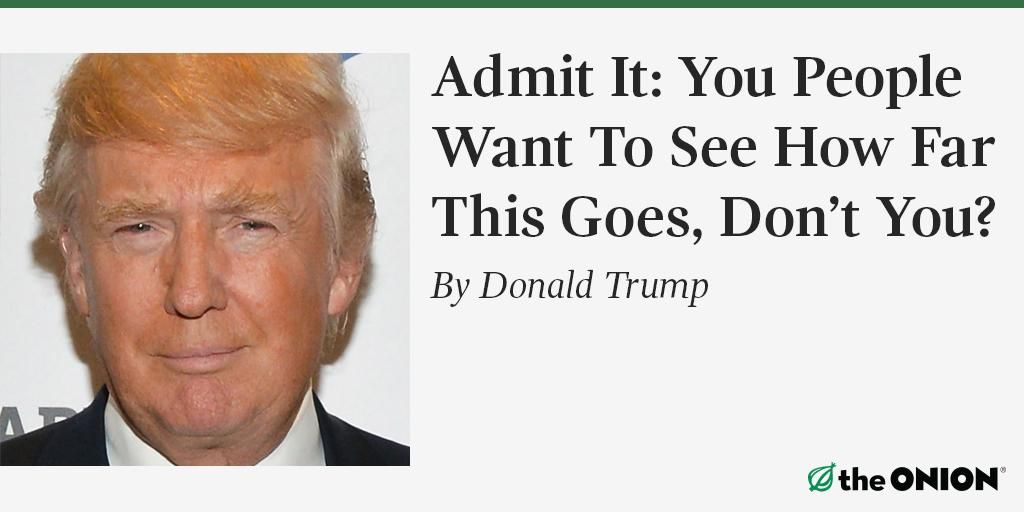 Admit It: You People
Want To See How Far
This Goes, Don’t You?
By Donald Trump
the ONION®